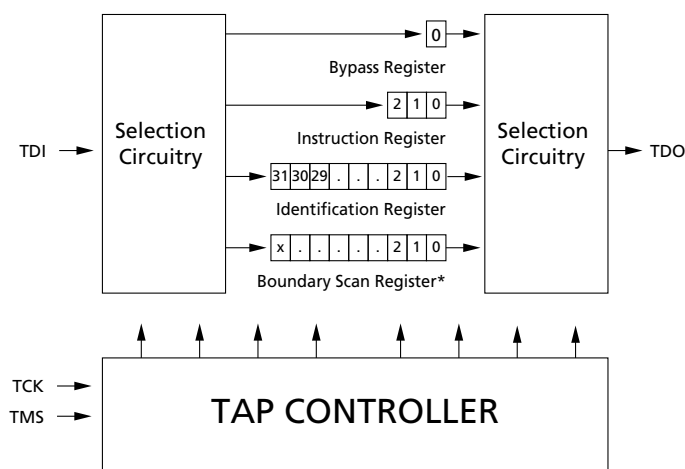 0
Bypass Register
2 1 0
Selection
Circuitry
Instruction Register
Selection
Circuitry
TDI
TDO
31 30 29 . . . 2 1 0
Identification Register
x . . . . . 2 1 0
Boundary Scan Register*
TCK
TMS
TAP CONTROLLER